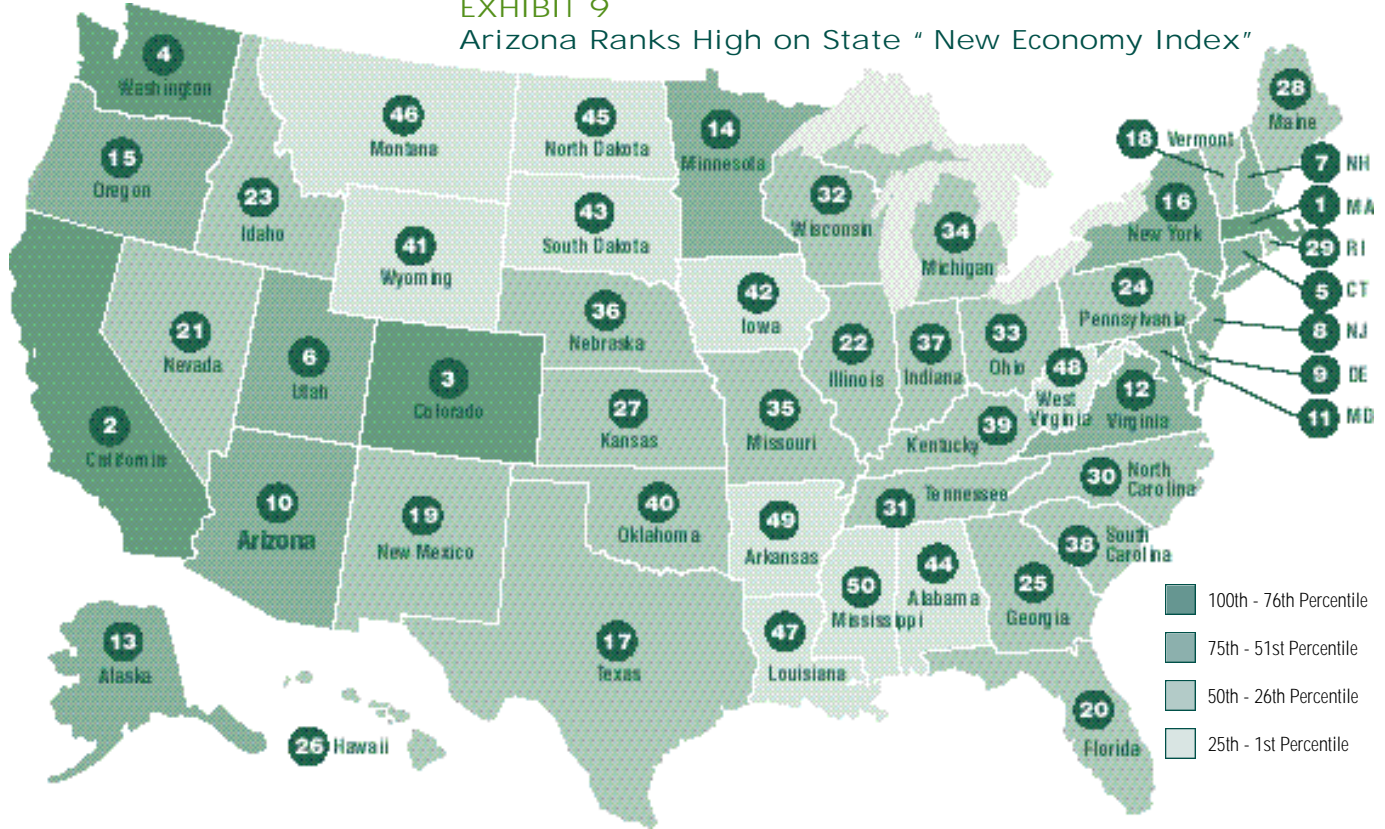 EXHIBIT 9
Arizona Ranks High on State “ New Economy Index”
4
Washington
46
Montana
45
North Dakota
14
Minnesota
28
Maine
18 Vermont
7 NH
15
Oregon
23
Idaho
43
South Dakota
32
Wisconsin
16
New York
1 MA
41
Wyoming
34
Michigan
29 RI
42
Iowa
24
Pennsylvania
5 CT
21
Nevada
6
Utah
36
Nebraska
22
Illinois
37
Indiana
33
Ohio
8 NJ
3
Colorado
48
West
Virginia
12
Virginia
9 DE
2
California
27
Kansas
35
Missouri
Kentucky 39
11 MD
10
Arizona
19
New Mexico
40
Oklahoma
49
Arkansas
31 Tennessee
30 North
Carolina
38 South
Carolina
50
Mississippi
44
Alabama
25
Georgia
13
Alaska
17
Texas
47
Louisiana
20
Florida
26 Hawaii
100th - 76th Percentile
75th - 51st Percentile
50th - 26th Percentile
25th - 1st Percentile